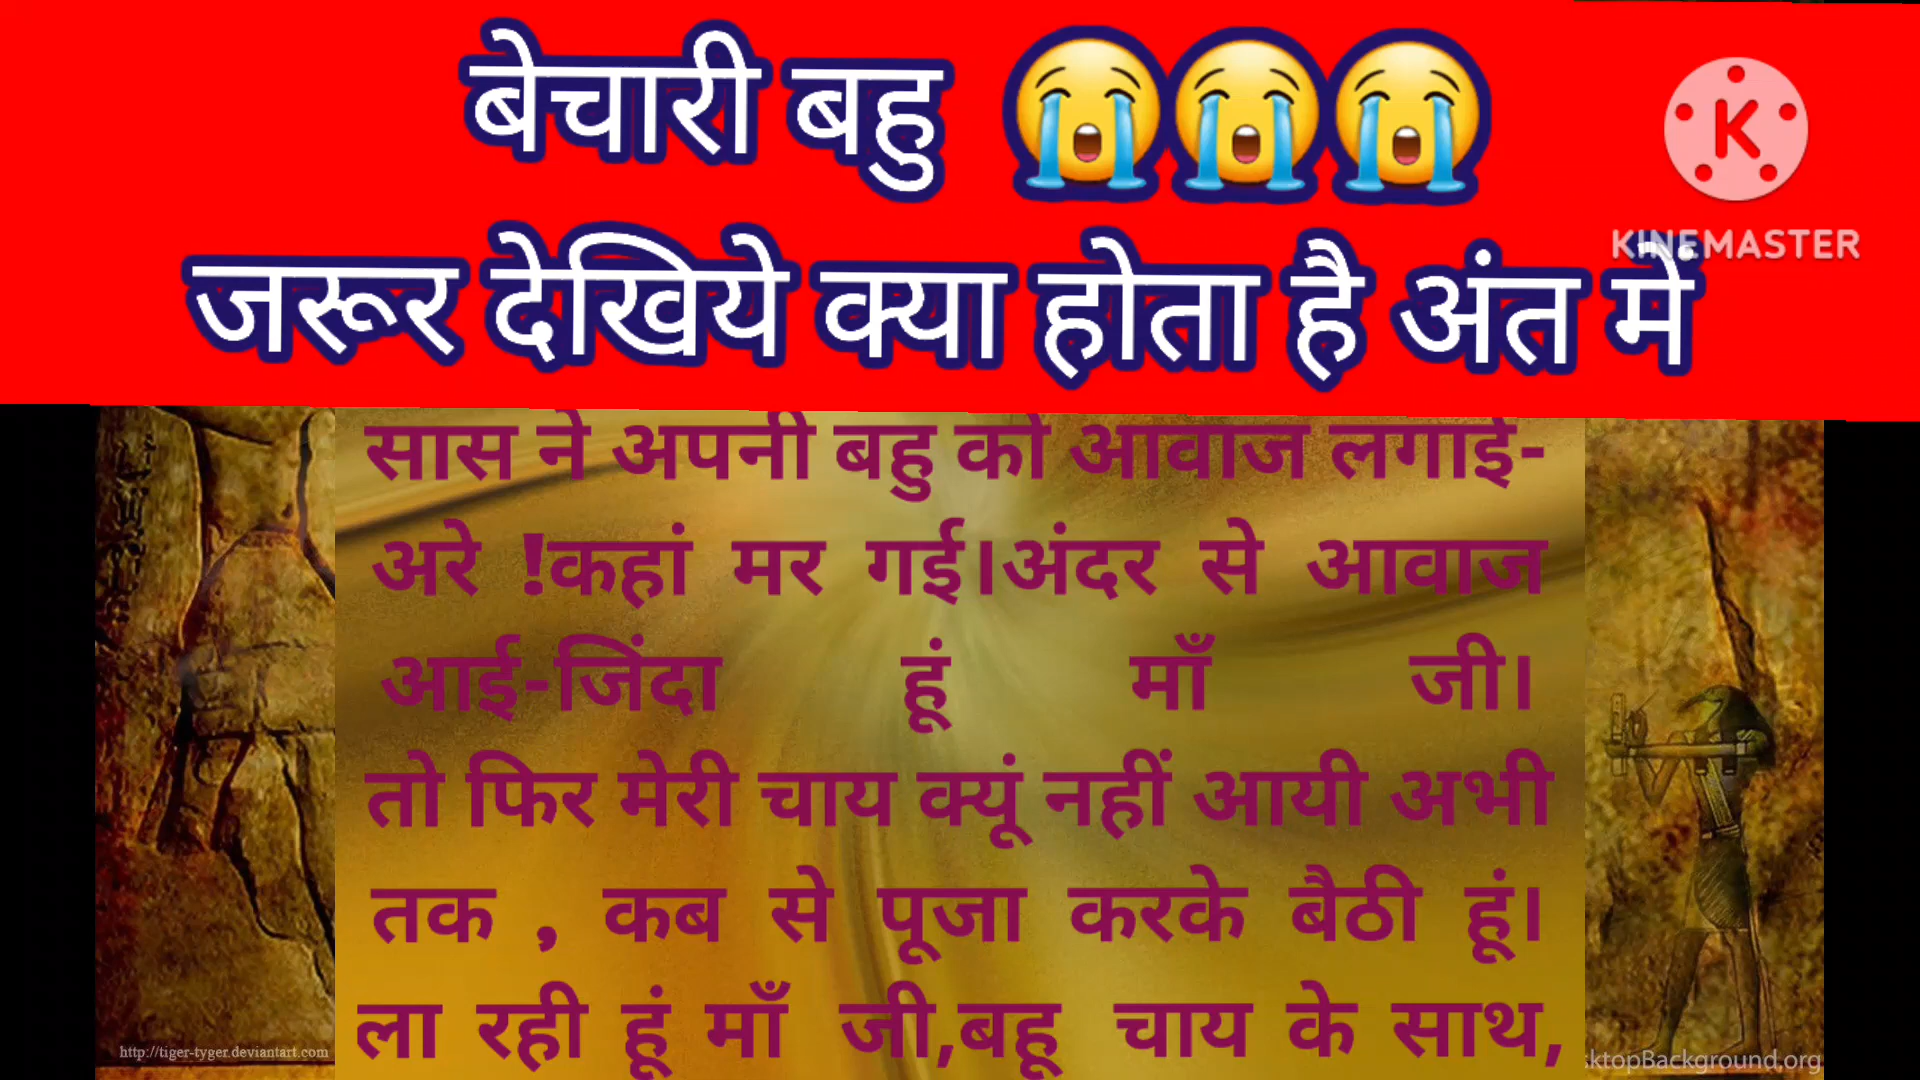 बेचारी बहु 😭😭😭
KINEMASTER
जरूर देखिये क्या होता है अंत में
सास ने अपनी बहु को आवाज लगाई-
अरे !कहां मर गई।अंदर से आवाज
आई-जिंदा हूं माँ जी।
तो फिर मेरी चाय क्यूं नहीं आयी अभी
तक , कब से पूजा करके बैठी हूं।
ला रही हूं माँ जी,बहू चाय के साथ,
http://tiger-tyger.deviantart.com
sktopBackground.org